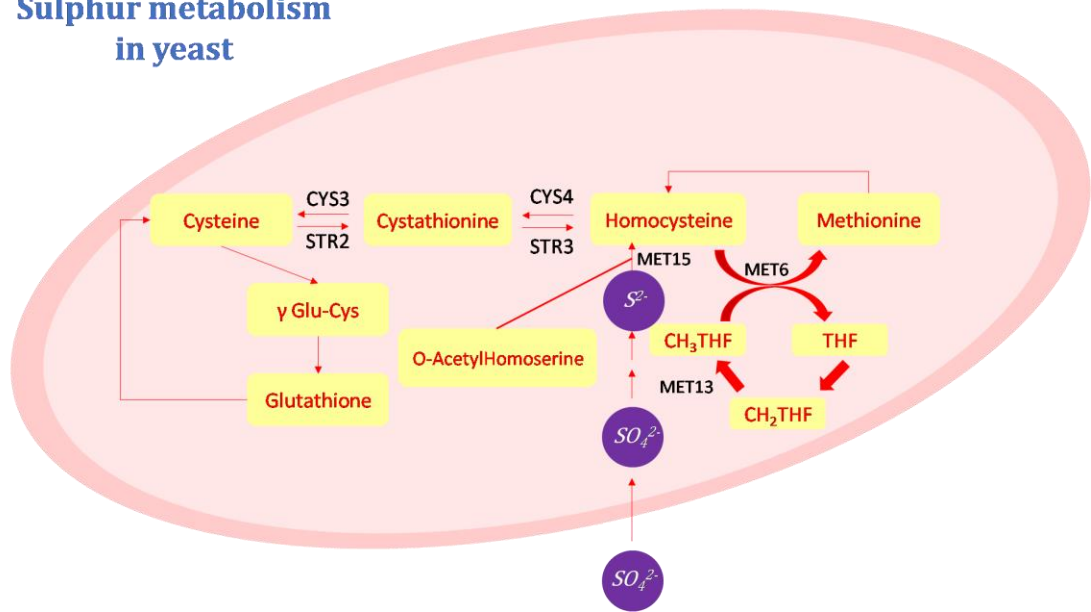 Sulphur metabolism
in yeast
CYS3
CYS4
Cysteine
Cystathionine
Homocysteine
Methionine
STR2
STR3
MET15
MET6
S²⁻
γ Glu-Cys
O-AcetylHomoserine
CH₃THF
THF
MET13
Glutathione
CH₂THF
SO₄²⁻
SO₄²⁻